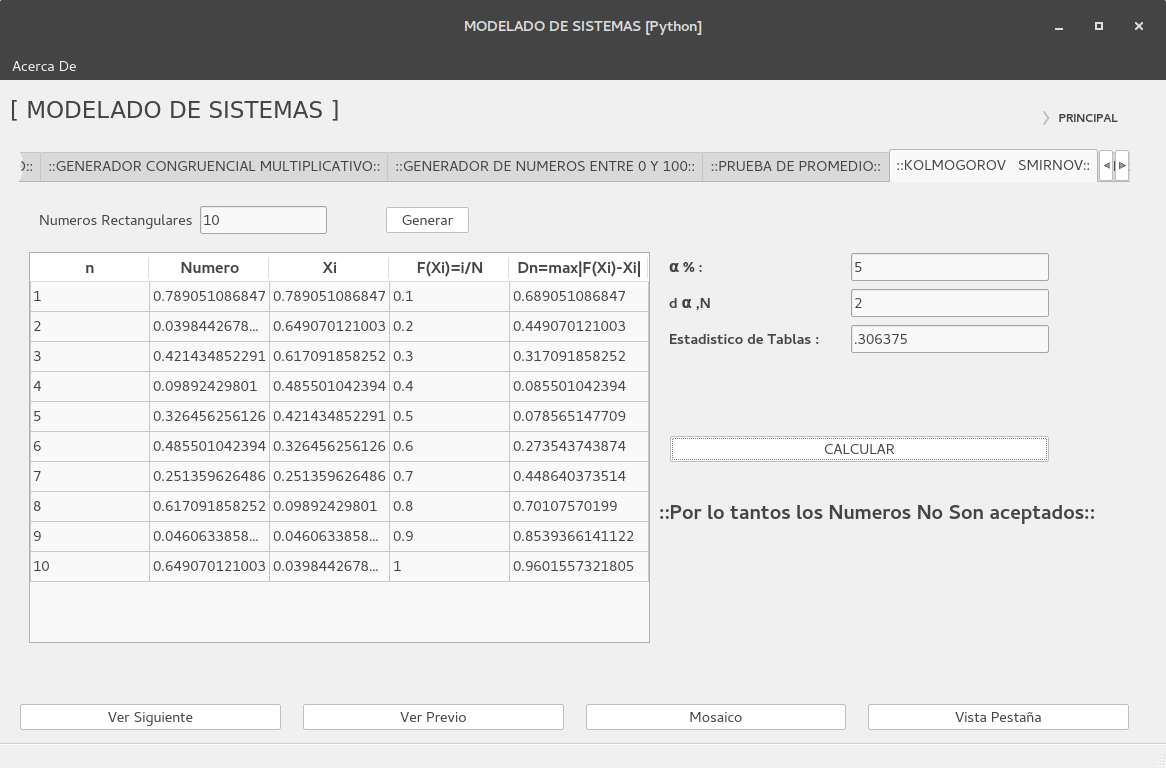 MODELADO DE SISTEMAS [Python]
Acerca De
[ MODELADO DE SISTEMAS ]
PRINCIPAL
::GENERADOR CONGRUENCIAL MULTIPLICATIVO:: ::GENERADOR DE NUMEROS ENTRE 0 Y 100:: ::PRUEBA DE PROMEDIO:: ::KOLMOGOROV SMIRNOV::
Numeros Rectangulares 10 Generar
n Numero Xi F(Xi)=i/N Dn=max|F(Xi)-Xi|
1 0.789051086847 0.789051086847 0.1 0.689051086847
2 0.0398442678... 0.649070121003 0.2 0.449070121003
3 0.421434852291 0.617091858252 0.3 0.317091858252
4 0.09892429801 0.485501042394 0.4 0.085501042394
5 0.326456256126 0.421434852291 0.5 0.078565147709
6 0.485501042394 0.326456256126 0.6 0.273543743874
7 0.251359626486 0.251359626486 0.7 0.448640373514
8 0.617091858252 0.09892429801 0.8 0.70107570199
9 0.0460633858... 0.0460633858... 0.9 0.8539366141122
10 0.649070121003 0.0398442678... 1 0.9601557321805
α % : 5
d α ,N 2
Estadistico de Tablas : .306375
CALCULAR
::Por lo tantos los Numeros No Son aceptados::
Ver Siguiente Ver Previo Mosaico Vista Pestaña